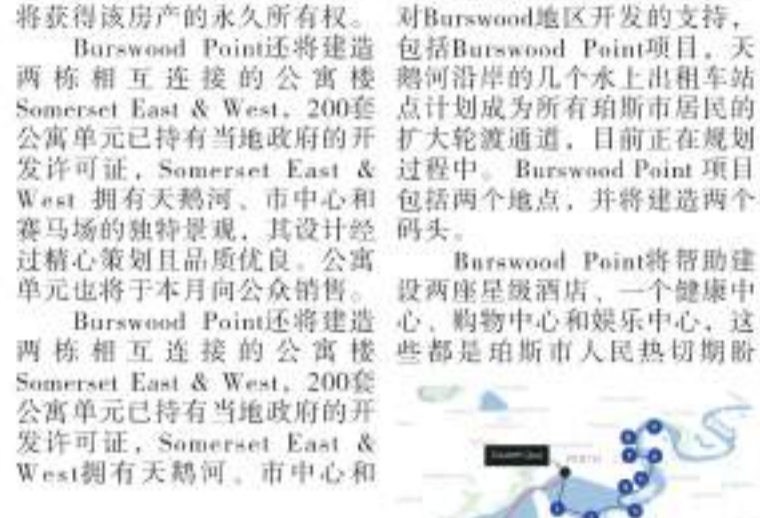 将获得该房产的永久所有权。
Burswood Point还将建造
两栋相互连接的公寓楼
Somerset East & West，200套
公寓单元已持有当地政府的开
发许可证，Somerset East &
West 拥有天鹅河、市中心和
赛马场的独特景观，其设计经
过精心策划且品质优良。公寓
单元也将于本月向公众销售。
Burswood Point还将建造
两栋相互连接的公寓楼
Somerset East & West，200套
公寓单元已持有当地政府的开
发许可证，Somerset East &
West拥有天鹅河、市中心和
对Burswood地区开发的支持，
包括Burswood Point项目。天
鹅河沿岸的几个水上出租车站
点计划成为所有珀斯市居民的
扩大轮渡通道，目前正在规划
过程中。 Burswood Point 项目
包括两个地点，并将建造两个
码头。
Burswood Point将帮助建
设两座星级酒店、一个健康中
心、购物中心和娱乐中心，这
些都是珀斯市人民热切期盼
PERTH